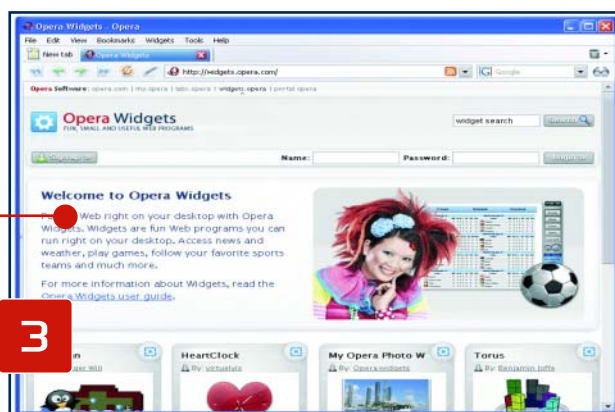 Opera Widgets - Opera
File Edit View Bookmarks Widgets Tools Help
New tab Opera Widgets
http://widgets.opera.com/ Google
Opera Software: opera.com | my.opera | labs.opera | widgets.opera | portal.opera
Opera Widgets
FUN, SMALL AND USEFUL WEB PROGRAMS
widget search Search
Name: Password:
Welcome to Opera Widgets
Web right on your desktop with Opera
Widgets. Widgets are fun Web programs you can
run right on your desktop. Access news and
weather, play games, follow your favorite sports
teams and much more.
For more information about Widgets, read the
Opera Widgets user guide.
3
HeartClock My Opera Photo W Torus
By: virtuelvis By: Operawidgets By: Benjamin Joffe